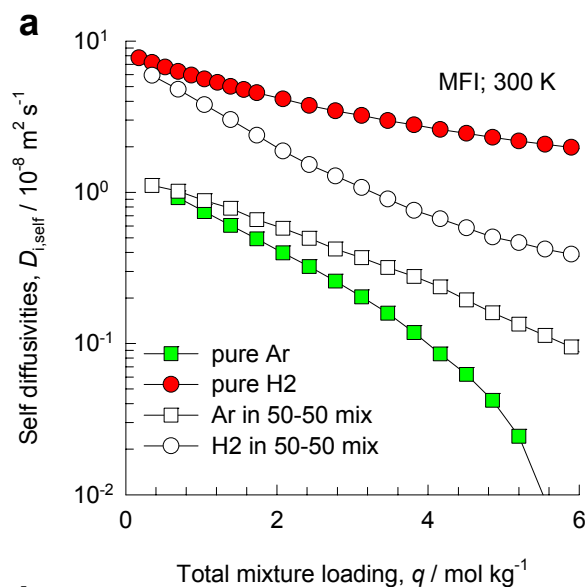 a
10¹
MFI; 300 K
10⁰
10⁻¹
10⁻²
Self diffusivities, Dᵢ,self / 10⁻⁸ m² s⁻¹
pure Ar
pure H2
Ar in 50-50 mix
H2 in 50-50 mix
0 2 4 6
Total mixture loading, q / mol kg⁻¹